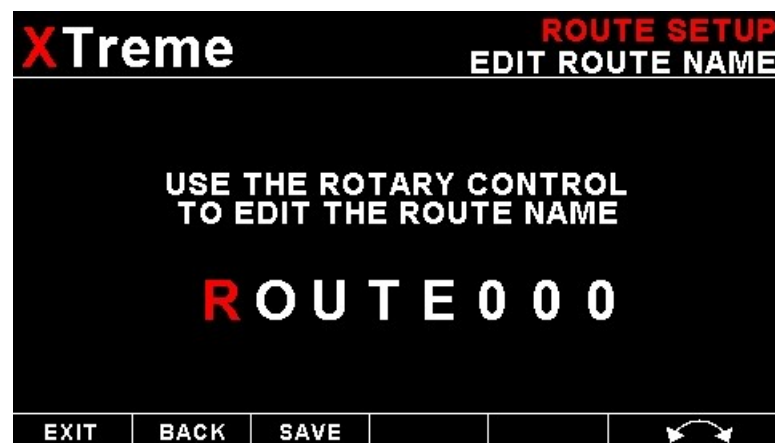 XTreme
ROUTE SETUP
EDIT ROUTE NAME
USE THE ROTARY CONTROL
TO EDIT THE ROUTE NAME
ROUTE000
EXIT BACK SAVE